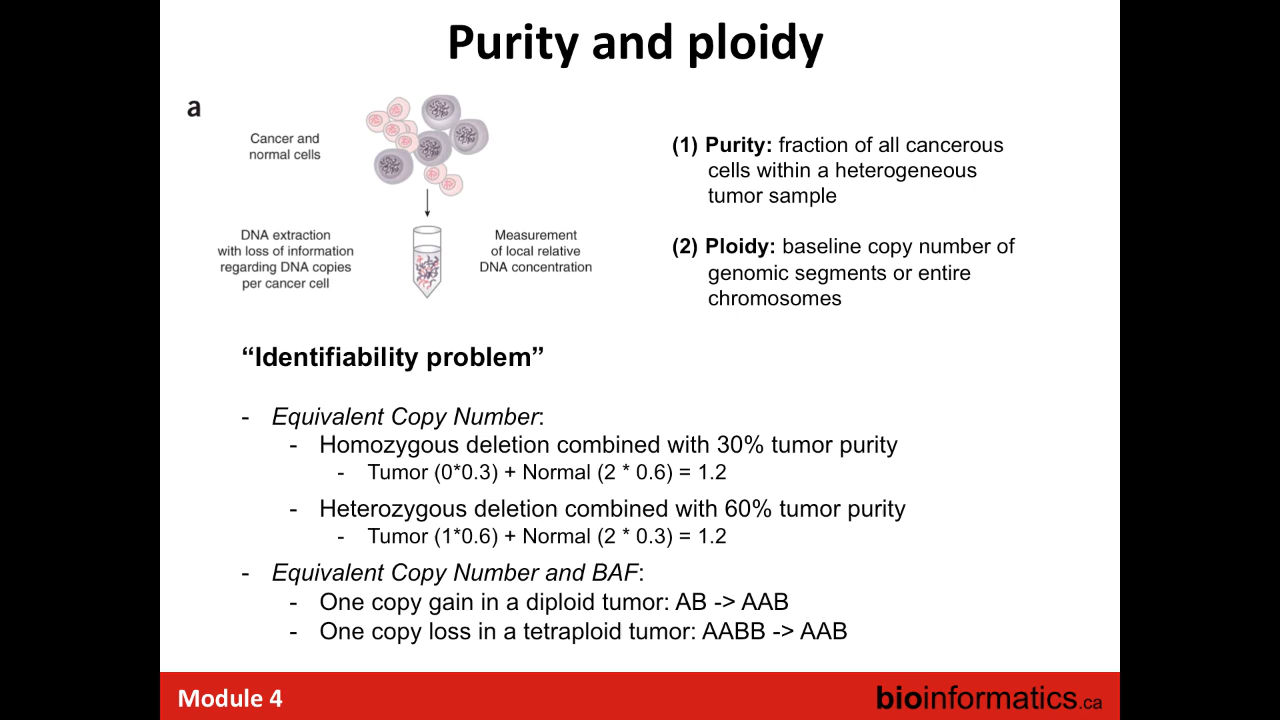 Purity and ploidy
a
Cancer and
normal cells
DNA extraction
with loss of information
regarding DNA copies
per cancer cell
Measurement
of local relative
DNA concentration
(1) Purity: fraction of all cancerous
cells within a heterogeneous
tumor sample
(2) Ploidy: baseline copy number of
genomic segments or entire
chromosomes
“Identifiability problem”
- Equivalent Copy Number:
- Homozygous deletion combined with 30% tumor purity
- Tumor (0*0.3) + Normal (2 * 0.6) = 1.2
- Heterozygous deletion combined with 60% tumor purity
- Tumor (1*0.6) + Normal (2 * 0.3) = 1.2
- Equivalent Copy Number and BAF:
- One copy gain in a diploid tumor: AB -> AAB
- One copy loss in a tetraploid tumor: AABB -> AAB
Module 4
bioinformatics.ca